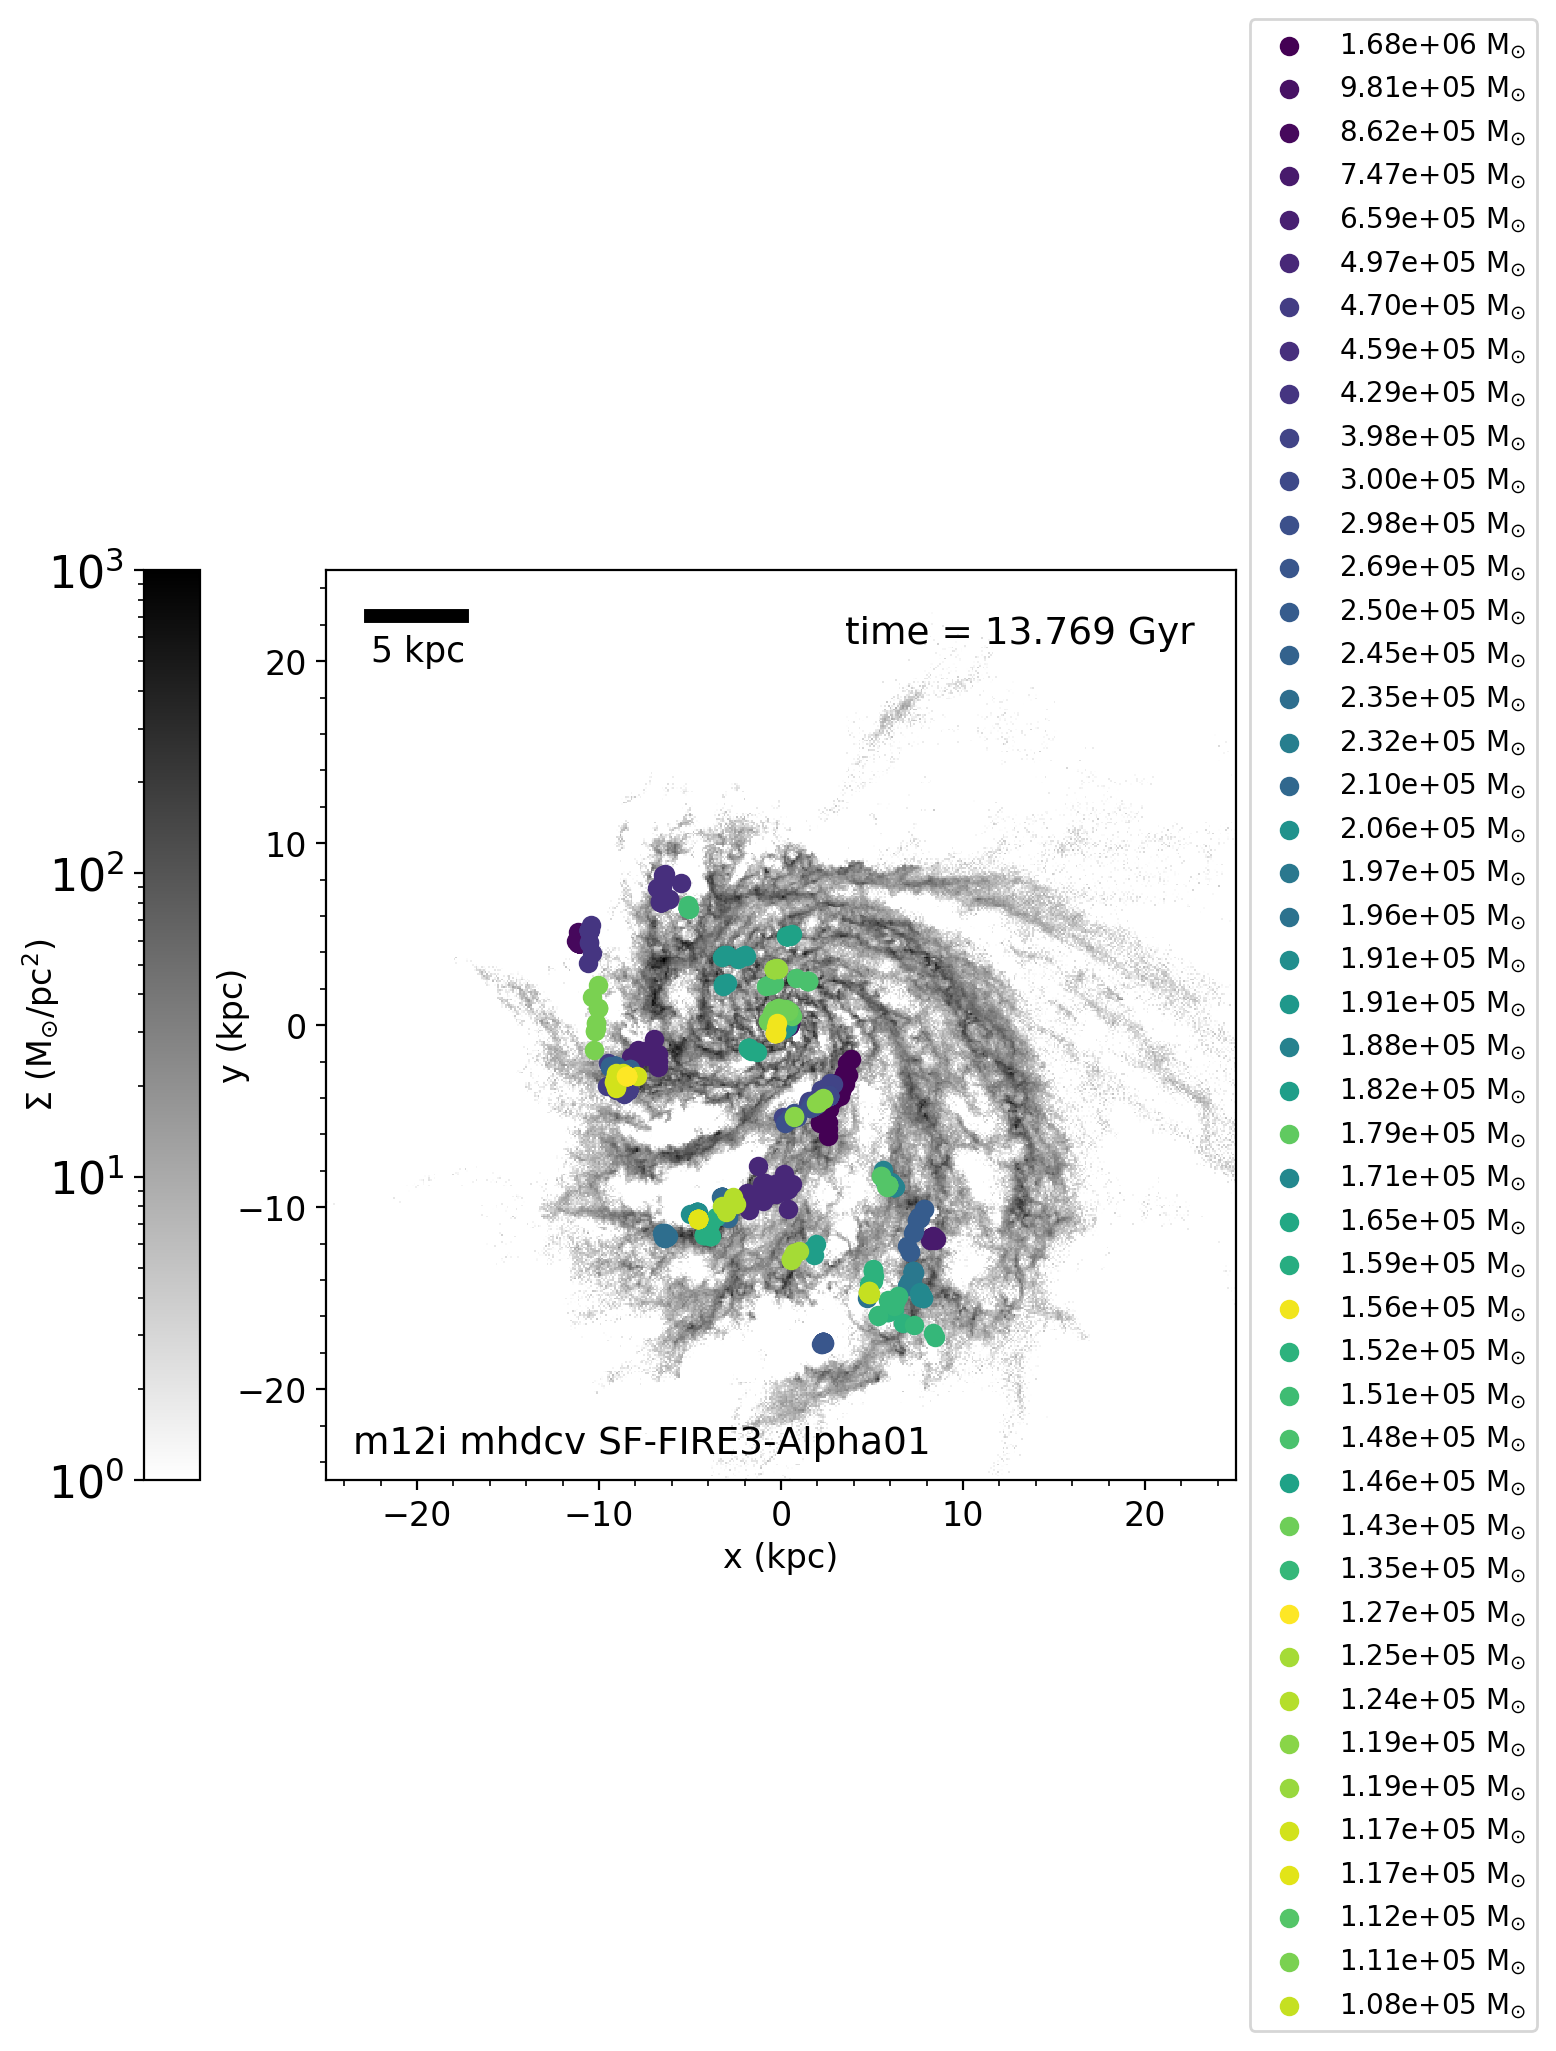 10³
10²
10¹
10⁰
Σ (M⊙/pc²)
20
10
0
−10
−20
y (kpc)
5 kpc
time = 13.769 Gyr
m12i mhdcv SF-FIRE3-Alpha01
−20 −10 0 10 20
x (kpc)
1.68e+06 M⊙
9.81e+05 M⊙
8.62e+05 M⊙
7.47e+05 M⊙
6.59e+05 M⊙
4.97e+05 M⊙
4.70e+05 M⊙
4.59e+05 M⊙
4.29e+05 M⊙
3.98e+05 M⊙
3.00e+05 M⊙
2.98e+05 M⊙
2.69e+05 M⊙
2.50e+05 M⊙
2.45e+05 M⊙
2.35e+05 M⊙
2.32e+05 M⊙
2.10e+05 M⊙
2.06e+05 M⊙
1.97e+05 M⊙
1.96e+05 M⊙
1.91e+05 M⊙
1.91e+05 M⊙
1.88e+05 M⊙
1.82e+05 M⊙
1.79e+05 M⊙
1.71e+05 M⊙
1.65e+05 M⊙
1.59e+05 M⊙
1.56e+05 M⊙
1.52e+05 M⊙
1.51e+05 M⊙
1.48e+05 M⊙
1.46e+05 M⊙
1.43e+05 M⊙
1.35e+05 M⊙
1.27e+05 M⊙
1.25e+05 M⊙
1.24e+05 M⊙
1.19e+05 M⊙
1.19e+05 M⊙
1.17e+05 M⊙
1.17e+05 M⊙
1.12e+05 M⊙
1.11e+05 M⊙
1.08e+05 M⊙